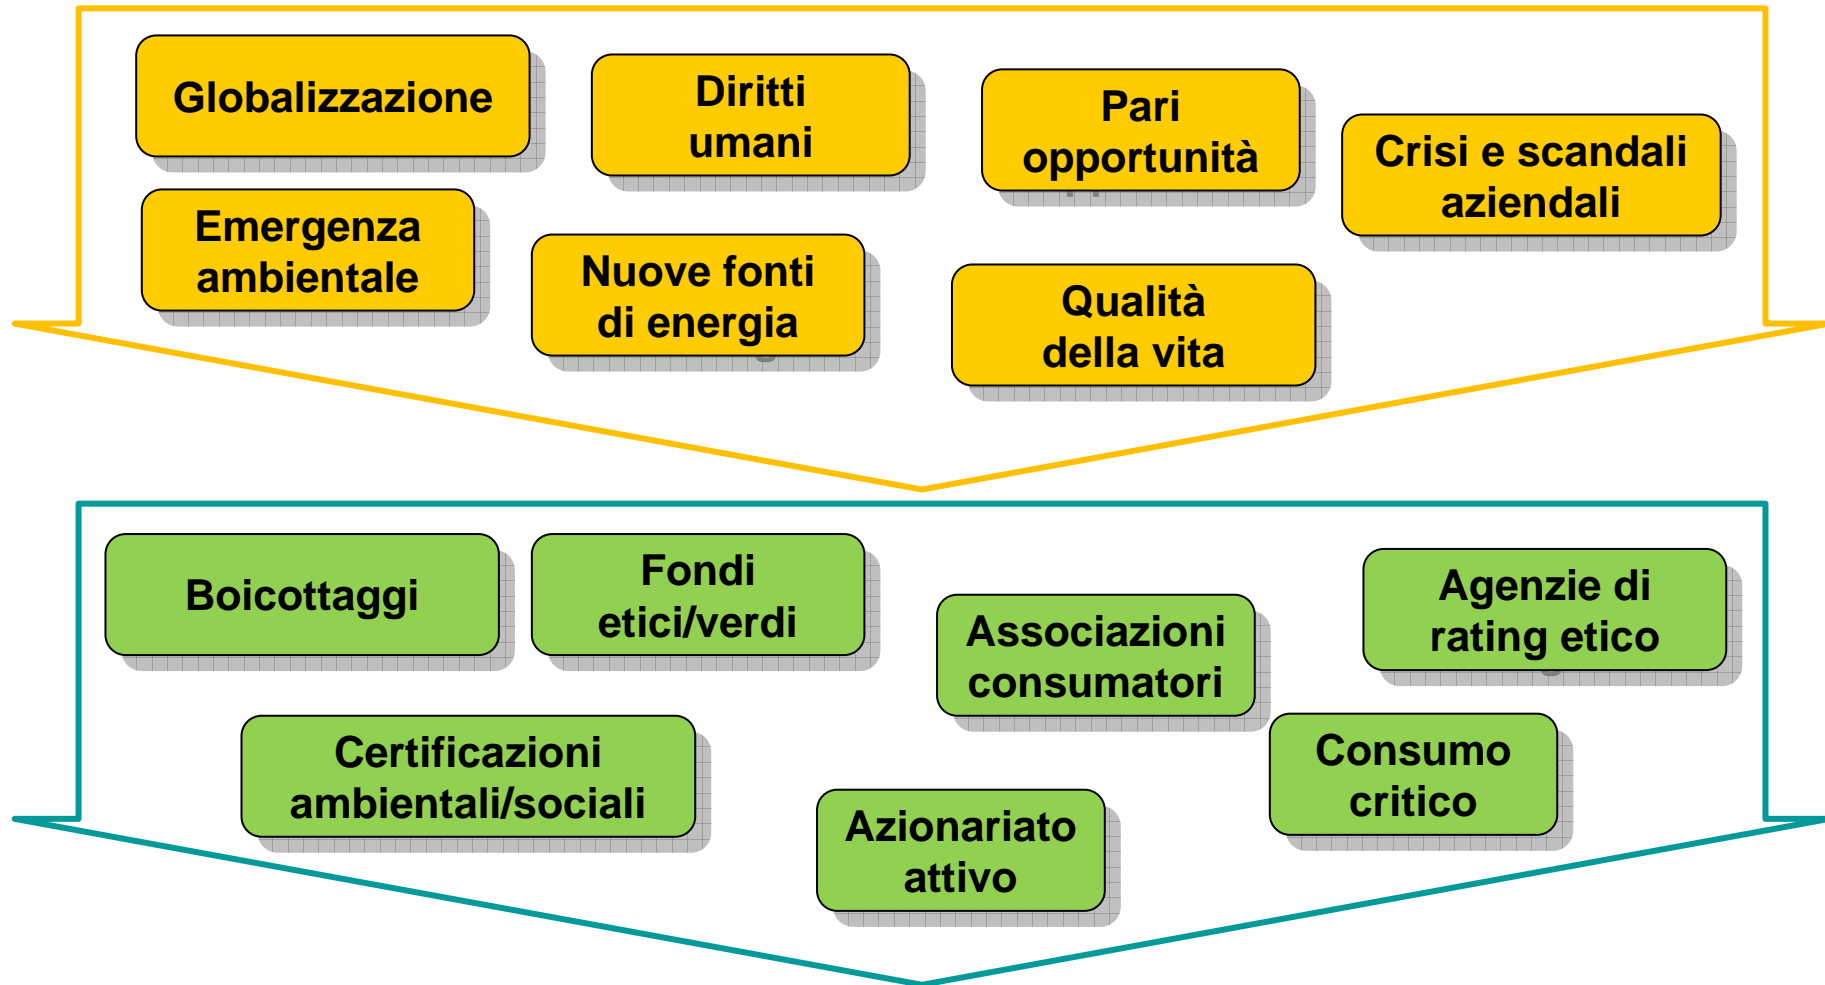 Globalizzazione
Diritti
umani
Pari
opportunità
Crisi e scandali
aziendali
Emergenza
ambientale
Nuove fonti
di energia
Qualità
della vita
Boicottaggi
Fondi
etici/verdi
Associazioni
consumatori
Agenzie di
rating etico
Certificazioni
ambientali/sociali
Azionariato
attivo
Consumo
critico